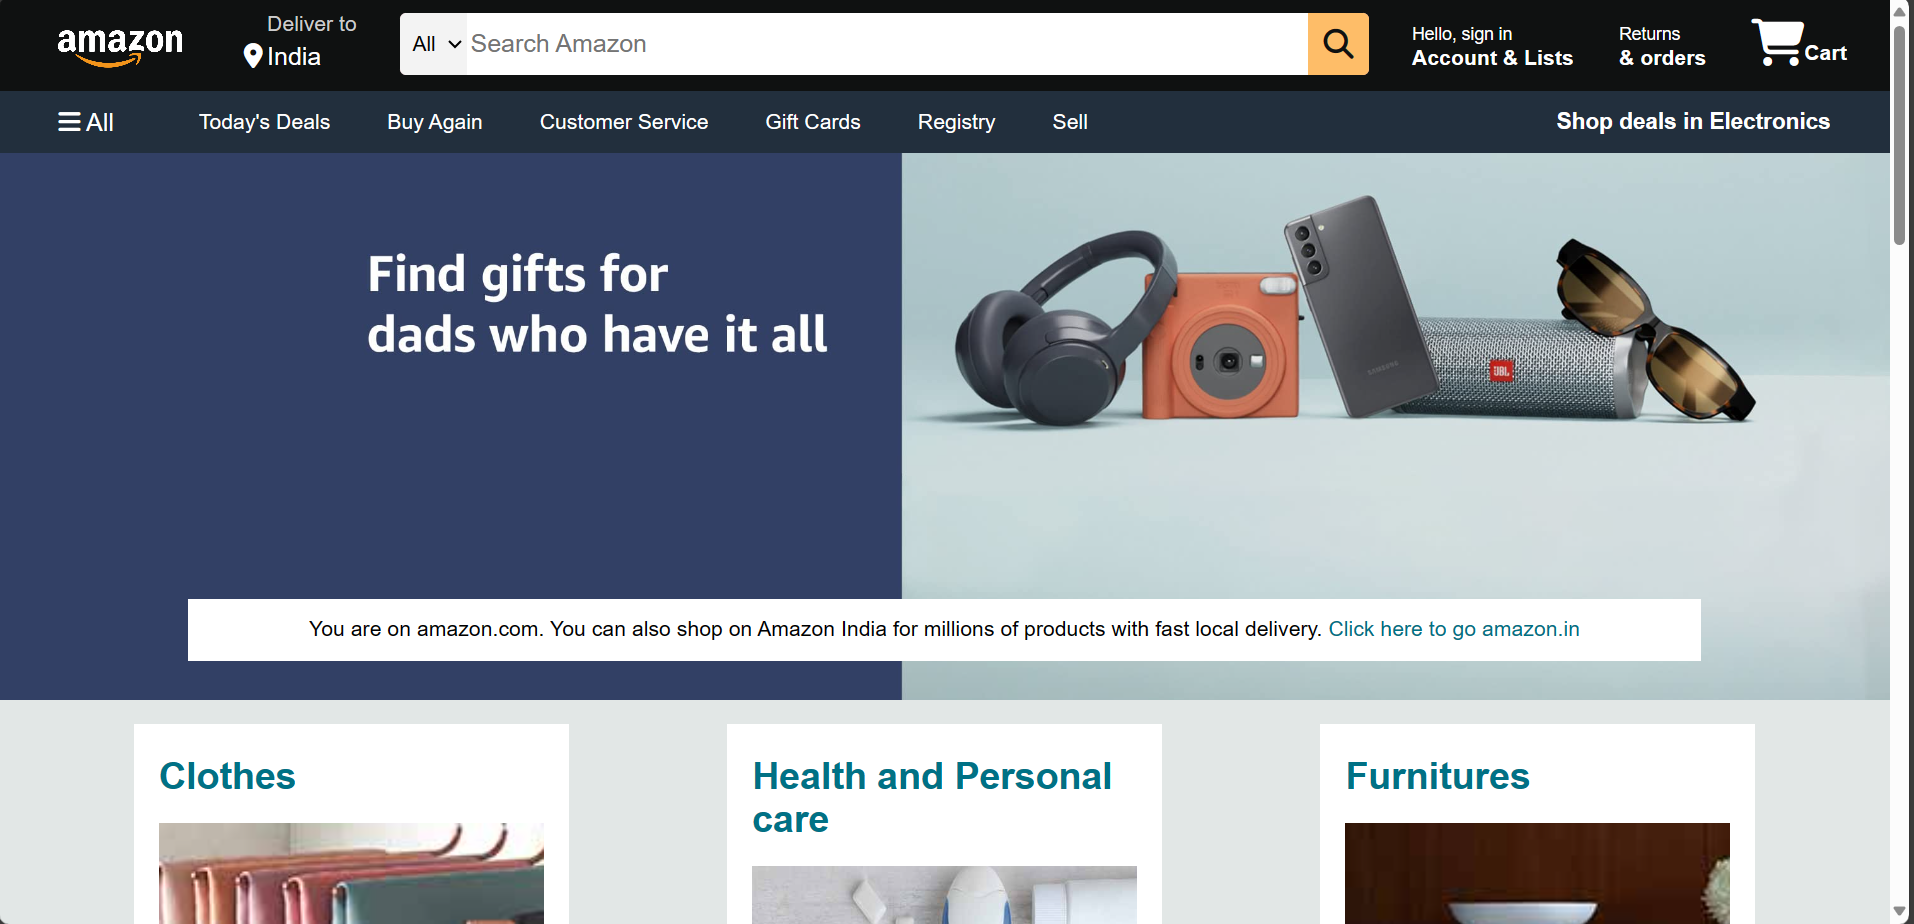 amazon
Deliver to
India
All
Search Amazon
Hello, sign in
Account & Lists
Returns
& orders
Cart
All
Today's Deals
Buy Again
Customer Service
Gift Cards
Registry
Sell
Shop deals in Electronics
Find gifts for
dads who have it all
SAMSUNG
JBL
You are on amazon.com. You can also shop on Amazon India for millions of products with fast local delivery. Click here to go amazon.in
Clothes
Health and Personal
care
Furnitures